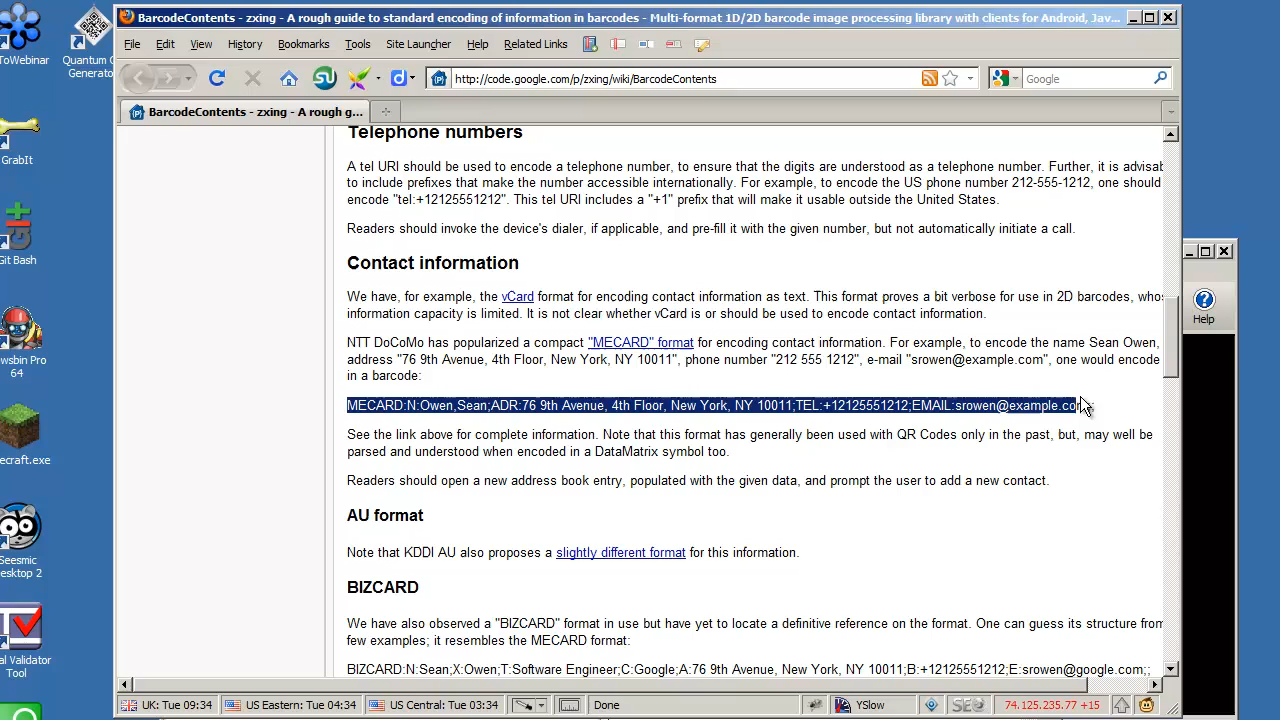 BarcodeContents - zxing - A rough guide to standard encoding of information in barcodes - Multi-format 1D/2D barcode image processing library with clients for Android, Jav...
File Edit View History Bookmarks Tools Site Launcher Help Related Links
http://code.google.com/p/zxing/wiki/BarcodeContents
Google
BarcodeContents - zxing - A rough g...
ToWebinar
Quantum
Generato
GrabIt
Git Bash
wsbin Pro
64
ecraft.exe
Seesmic
esktop 2
al Validator
Tool
Help
Telephone numbers
A tel URI should be used to encode a telephone number, to ensure that the digits are understood as a telephone number. Further, it is advisab
to include prefixes that make the number accessible internationally. For example, to encode the US phone number 212-555-1212, one should
encode "tel:+12125551212". This tel URI includes a "+1" prefix that will make it usable outside the United States.
Readers should invoke the device's dialer, if applicable, and pre-fill it with the given number, but not automatically initiate a call.
Contact information
We have, for example, the vCard format for encoding contact information as text. This format proves a bit verbose for use in 2D barcodes, whos
information capacity is limited. It is not clear whether vCard is or should be used to encode contact information.
NTT DoCoMo has popularized a compact "MECARD" format for encoding contact information. For example, to encode the name Sean Owen,
address "76 9th Avenue, 4th Floor, New York, NY 10011", phone number "212 555 1212", e-mail "srowen@example.com", one would encode
in a barcode:
MECARD:N:Owen,Sean;ADR:76 9th Avenue, 4th Floor, New York, NY 10011;TEL:+12125551212;EMAIL:srowen@example.co
See the link above for complete information. Note that this format has generally been used with QR Codes only in the past, but, may well be
parsed and understood when encoded in a DataMatrix symbol too.
Readers should open a new address book entry, populated with the given data, and prompt the user to add a new contact.
AU format
Note that KDDI AU also proposes a slightly different format for this information.
BIZCARD
We have also observed a "BIZCARD" format in use but have yet to locate a definitive reference on the format. One can guess its structure from
few examples; it resembles the MECARD format:
BIZCARD:N:Sean;X:Owen;T:Software Engineer;C:Google;A:76 9th Avenue, New York, NY 10011;B:+12125551212;E:srowen@google.com;;
UK: Tue 09:34 US Eastern: Tue 04:34 US Central: Tue 03:34 Done YSlow 74.125.235.77 +15